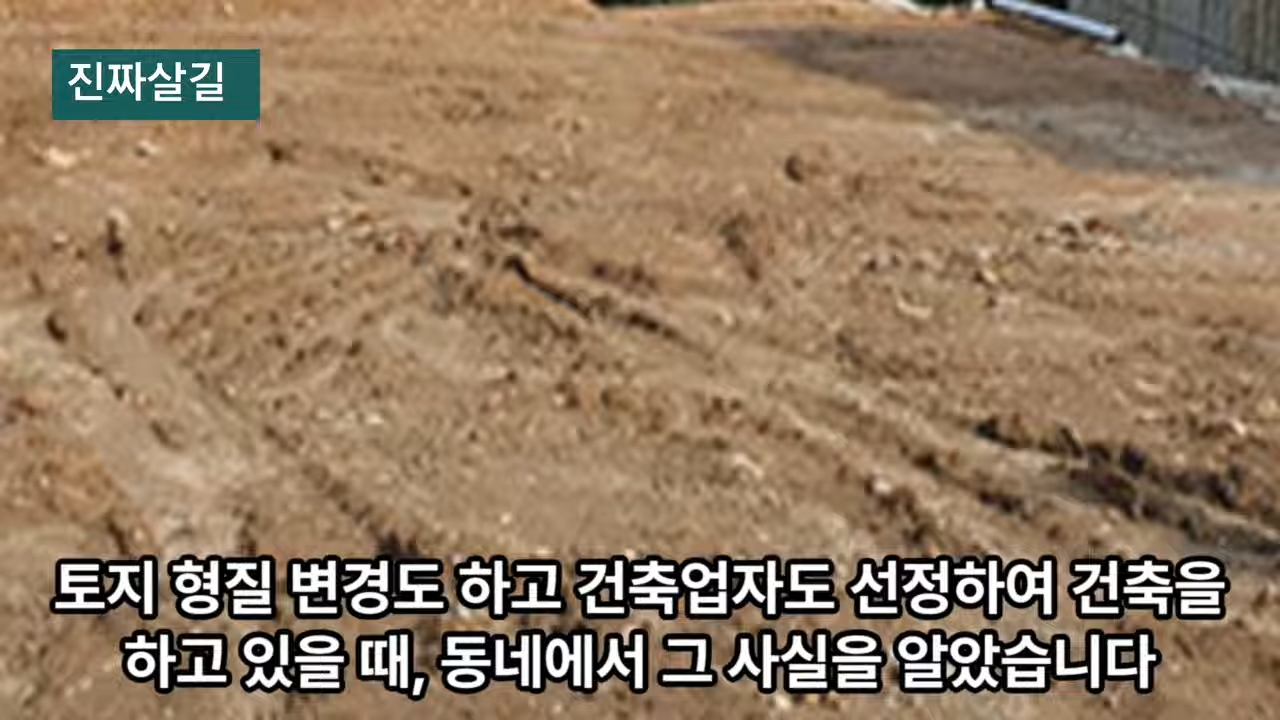 진짜살길
토지 형질 변경도 하고 건축업자도 선정하여 건축을
하고 있을 때, 동네에서 그 사실을 알았습니다